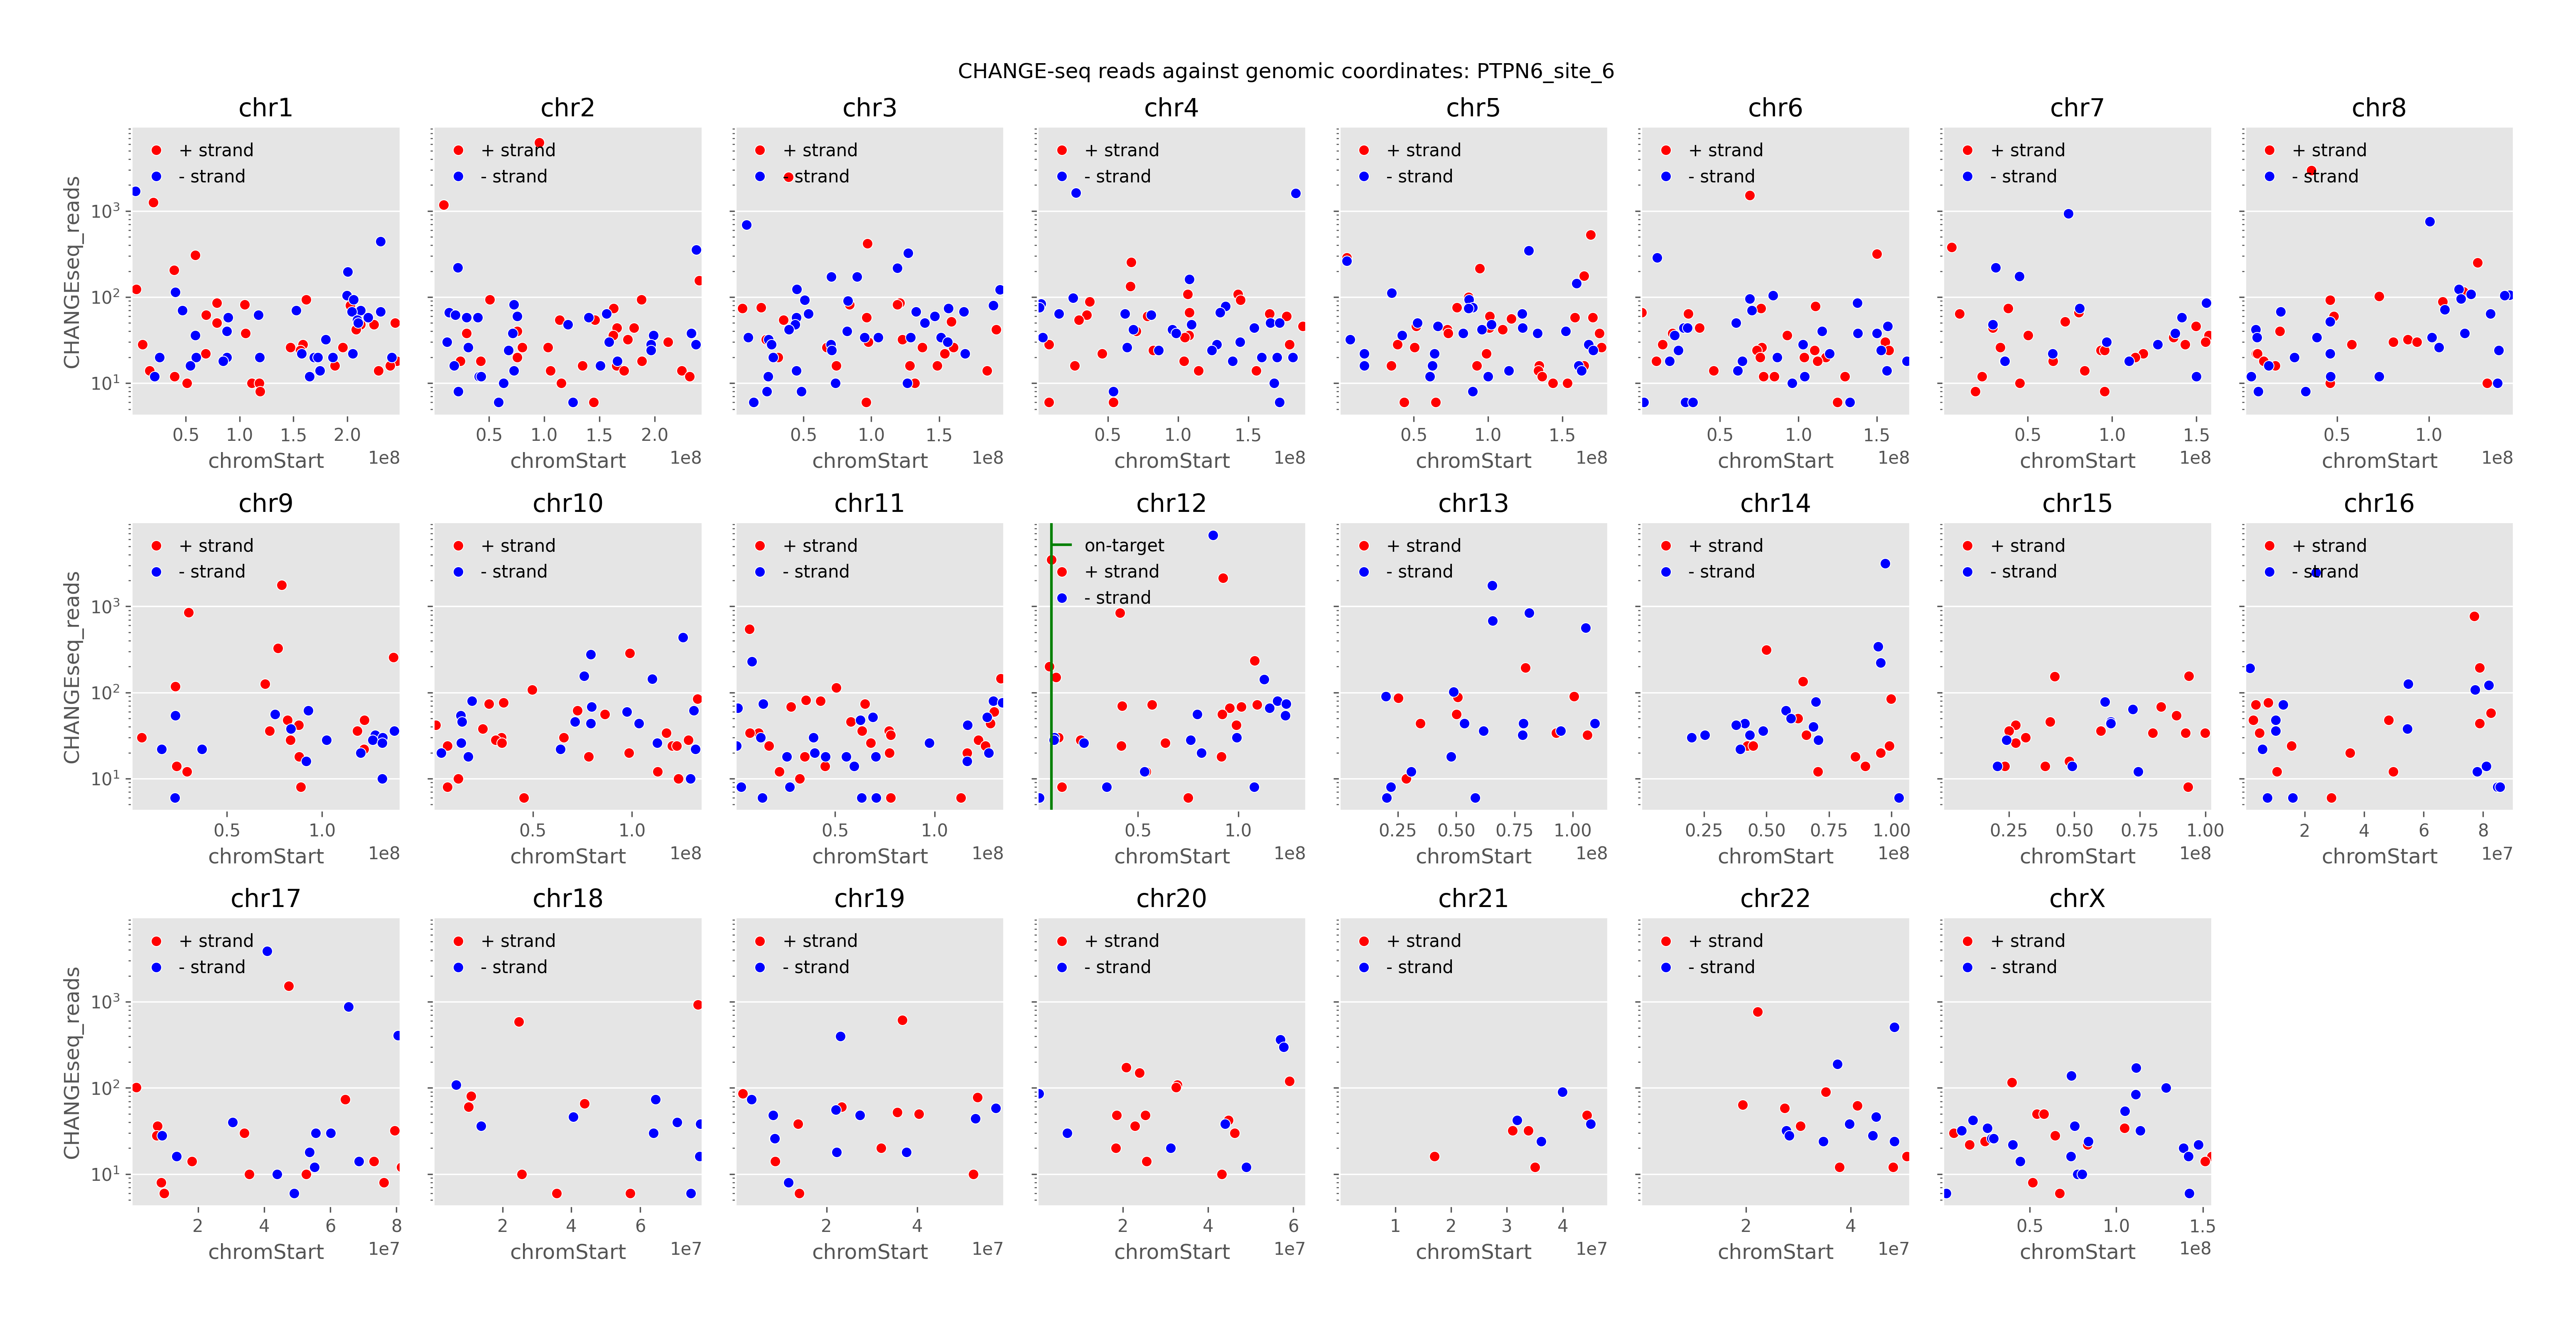 CHANGE-seq reads against genomic coordinates: PTPN6_site_6
chr1 chr2 chr3 chr4 chr5 chr6 chr7 chr8
+ strand + strand + strand + strand + strand + strand + strand + strand
- strand - strand - strand - strand - strand - strand - strand - strand
CHANGEseq_reads
10³
10²
10¹
0.5 1.0 1.5 2.0 0.5 1.0 1.5 2.0 0.5 1.0 1.5 0.5 1.0 1.5 0.5 1.0 1.5 0.5 1.0 1.5 0.5 1.0 1.5 0.5 1.0
chromStart 1e8 chromStart 1e8 chromStart 1e8 chromStart 1e8 chromStart 1e8 chromStart 1e8 chromStart 1e8 chromStart 1e8
chr9 chr10 chr11 chr12 chr13 chr14 chr15 chr16
+ strand + strand + strand on-target + strand + strand + strand + strand
- strand - strand - strand + strand - strand - strand - strand - strand
- strand
CHANGEseq_reads
10³
10²
10¹
0.5 1.0 0.5 1.0 0.5 1.0 0.5 1.0 0.25 0.50 0.75 1.00 0.25 0.50 0.75 1.00 0.25 0.50 0.75 1.00 2 4 6 8
chromStart 1e8 chromStart 1e8 chromStart 1e8 chromStart 1e8 chromStart 1e8 chromStart 1e8 chromStart 1e8 chromStart 1e7
chr17 chr18 chr19 chr20 chr21 chr22 chrX
+ strand + strand + strand + strand + strand + strand + strand
- strand - strand - strand - strand - strand - strand - strand
CHANGEseq_reads
10³
10²
10¹
2 4 6 8 2 4 6 2 4 2 4 6 1 2 3 4 2 4 0.5 1.0 1.5
chromStart 1e7 chromStart 1e7 chromStart 1e7 chromStart 1e7 chromStart 1e7 chromStart 1e7 chromStart 1e8